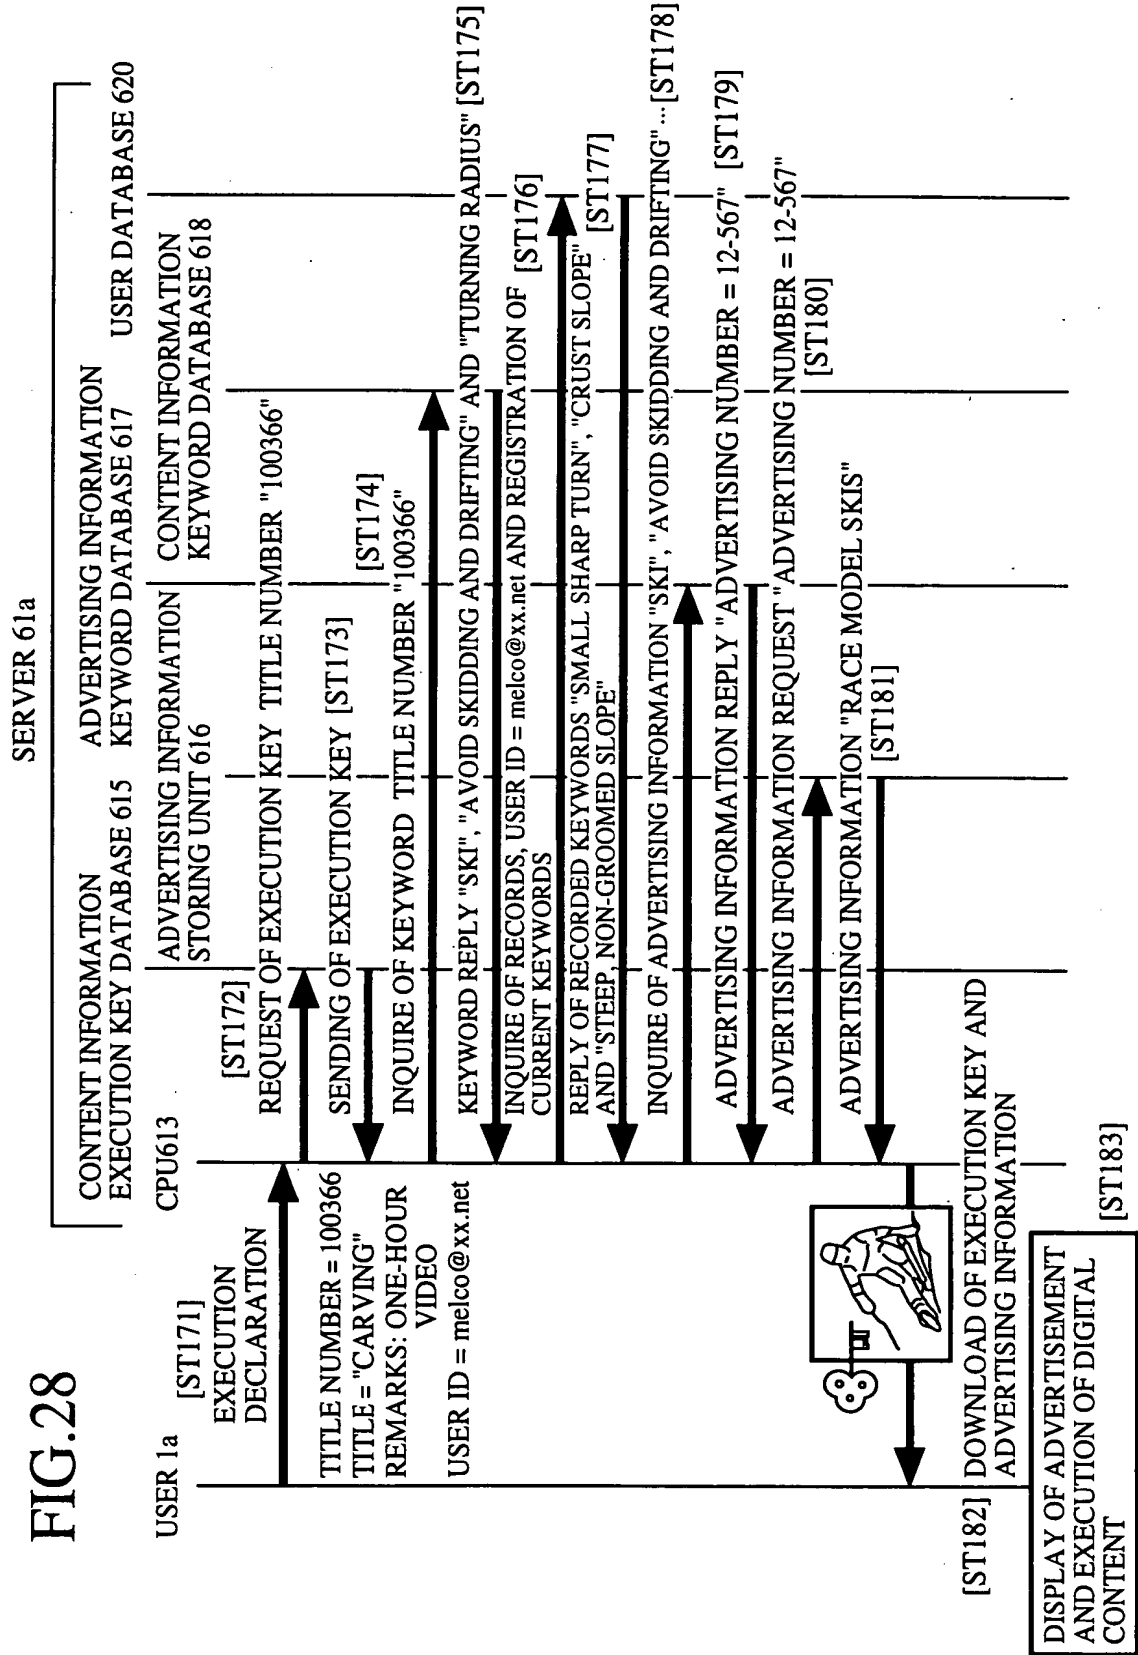 FIG.28
SERVER 61a
CONTENT INFORMATION
EXECUTION KEY DATABASE 615
ADVERTISING INFORMATION
KEYWORD DATABASE 617
USER DATABASE 620
USER 1a
CPU613
ADVERTISING INFORMATION
STORING UNIT 616
CONTENT INFORMATION
KEYWORD DATABASE 618
[ST171]
EXECUTION
DECLARATION
TITLE NUMBER = 100366
TITLE = "CARVING"
REMARKS: ONE-HOUR
VIDEO
USER ID = melco@xx.net
[ST172]
REQUEST OF EXECUTION KEY TITLE NUMBER "100366"
SENDING OF EXECUTION KEY [ST173]
[ST174]
INQUIRE OF KEYWORD TITLE NUMBER "100366"
KEYWORD REPLY "SKI", "AVOID SKIDDING AND DRIFTING" AND "TURNING RADIUS" [ST175]
INQUIRE OF RECORDS, USER ID = melco@xx.net AND REGISTRATION OF
CURRENT KEYWORDS
[ST176]
REPLY OF RECORDED KEYWORDS "SMALL SHARP TURN", "CRUST SLOPE"
AND "STEEP, NON-GROOMED SLOPE"
[ST177]
INQUIRE OF ADVERTISING INFORMATION "SKI", "AVOID SKIDDING AND DRIFTING" ...[ST178]
ADVERTISING INFORMATION REPLY "ADVERTISING NUMBER = 12-567" [ST179]
ADVERTISING INFORMATION REQUEST "ADVERTISING NUMBER = 12-567"
[ST180]
ADVERTISING INFORMATION "RACE MODEL SKIS"
[ST181]
[ST182]
DOWNLOAD OF EXECUTION KEY AND
ADVERTISING INFORMATION
DISPLAY OF ADVERTISEMENT
AND EXECUTION OF DIGITAL
CONTENT
[ST183]